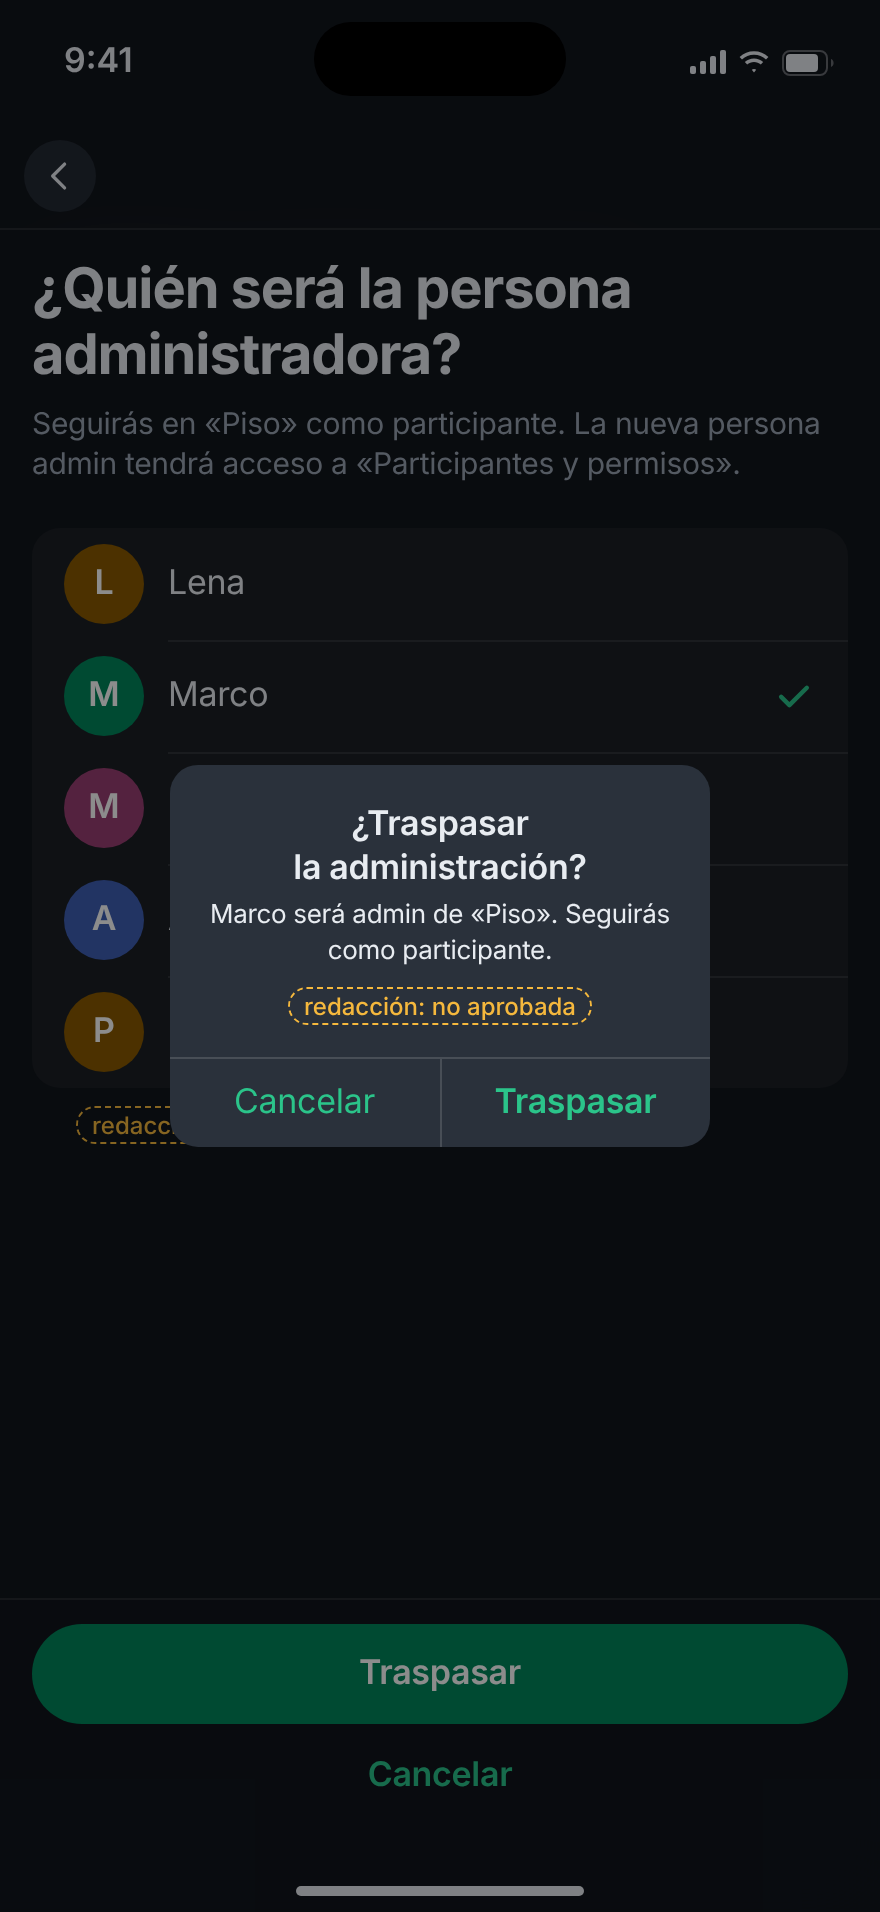 9:41
¿Quién será la persona
administradora?
Seguirás en «Piso» como participante. La nueva persona
admin tendrá acceso a «Participantes y permisos».
L Lena
M Marco
M
A
P
¿Traspasar
la administración?
Marco será admin de «Piso». Seguirás
como participante.
redacción: no aprobada
Cancelar Traspasar
Traspasar
Cancelar